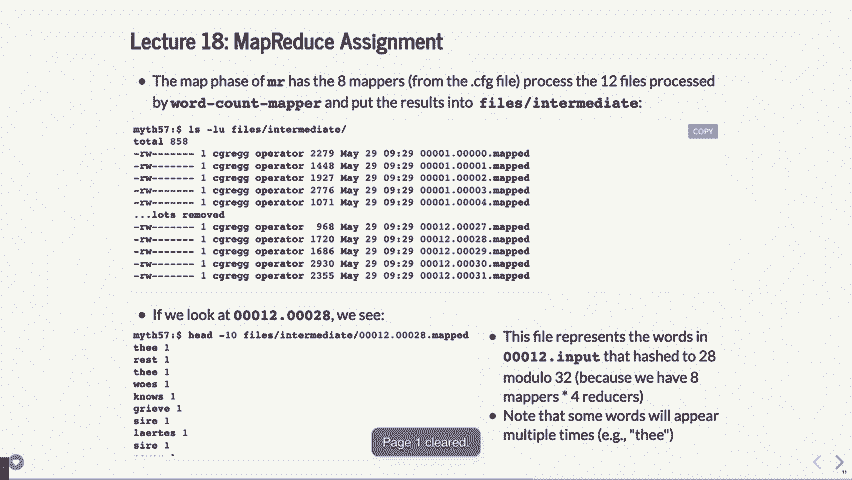 Lecture 18: MapReduce Assignment
• The map phase of mr has the 8 mappers (from the .cfg file) process the 12 files processed
by word-count-mapper and put the results into files/intermediate:
myth57:$ ls -lu files/intermediate/
COPY
total 858
-rw------- 1 cgregg operator 2279 May 29 09:29 00001.00000.mapped
-rw------- 1 cgregg operator 1448 May 29 09:29 00001.00001.mapped
-rw------- 1 cgregg operator 1927 May 29 09:29 00001.00002.mapped
-rw------- 1 cgregg operator 2776 May 29 09:29 00001.00003.mapped
-rw------- 1 cgregg operator 1071 May 29 09:29 00001.00004.mapped
...lots removed
-rw------- 1 cgregg operator 968 May 29 09:29 00012.00027.mapped
-rw------- 1 cgregg operator 1720 May 29 09:29 00012.00028.mapped
-rw------- 1 cgregg operator 1686 May 29 09:29 00012.00029.mapped
-rw------- 1 cgregg operator 2930 May 29 09:29 00012.00030.mapped
-rw------- 1 cgregg operator 2355 May 29 09:29 00012.00031.mapped
• If we look at 00012.00028, we see:
myth57:$ head -10 files/intermediate/00012.00028.mapped
thee 1
rest 1
thee 1
woes 1
knows 1
grieve 1
sire 1
laertes 1
sire 1
• This file represents the words in
00012.input that hashed to 28
modulo 32 (because we have 8
mappers * 4 reducers)
• Note that some words will appear
multiple times (e.g., "thee")
Page 1 cleared.